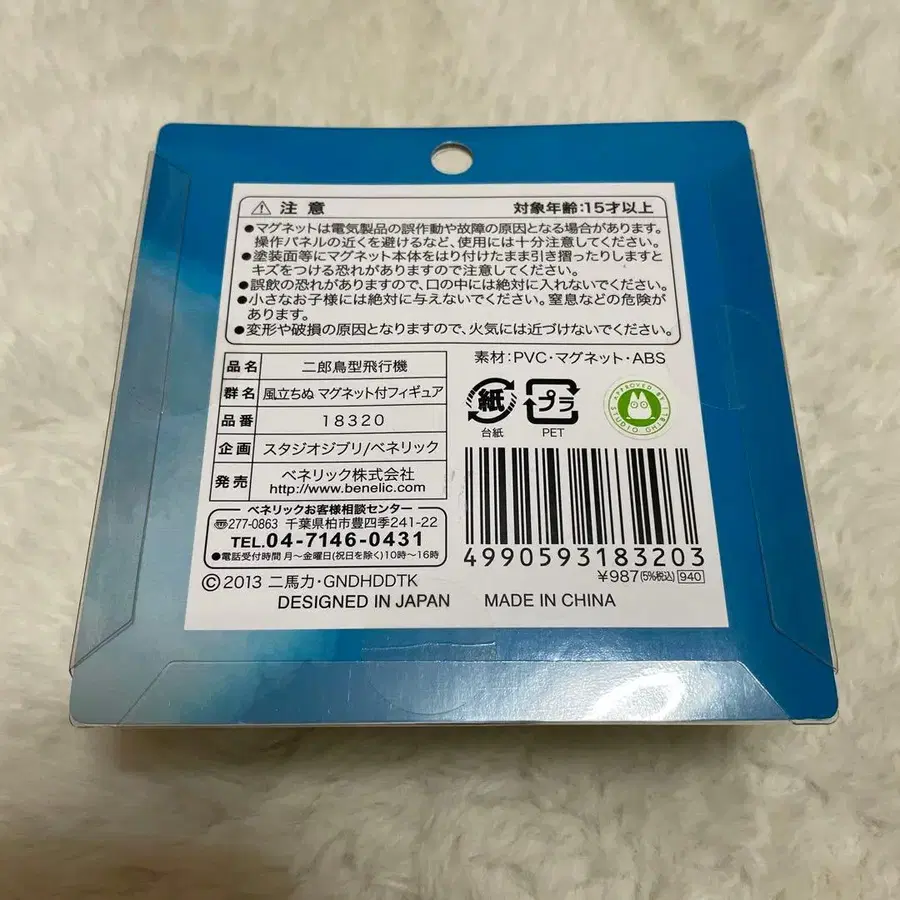 ⚠ 注意 対象年齢:15才以上
●マグネットは電気製品の誤作動や故障の原因となる場合があります。
操作パネルの近くを避けるなど、使用には十分注意してください。
●塗装面等にマグネット本体をはり付けたまま引き摺ったりしますと
キズをつける恐れがありますので注意してください。
●誤飲の恐れがありますので、口の中には絶対に入れないでください。
●小さなお子様には絶対に与えないでください。窒息などの危険が
あります。
●変形や破損の原因となりますので、火気には近づけないでください。
品名 二郎鳥型飛行機
群名 風立ちぬ マグネット付フィギュア
品番 18320
企画 スタジオジブリ/ベネリック
発売 ベネリック株式会社
http://www.benelic.com
ベネリックお客様相談センター
〒277-0863 千葉県柏市豊四季241-22
TEL.04-7146-0431
●電話受付時間 月〜金曜日(祝日を除く)10時〜16時
素材:PVC・マグネット・ABS
紙 プラ
台紙 PET
APPROVED BY STUDIO GHIBLI
4990593183203
¥987(5%税込) 940
©2013 二馬力・GNDHDDTK
DESIGNED IN JAPAN MADE IN CHINA